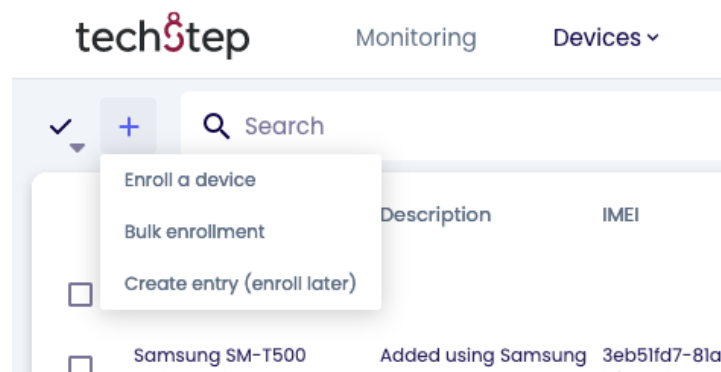 techstep
Monitoring
Devices
Search
Enroll a device
Bulk enrollment
Create entry (enroll later)
Description
IMEI
Samsung SM-T500
Added using Samsung
3eb51fd7-81a